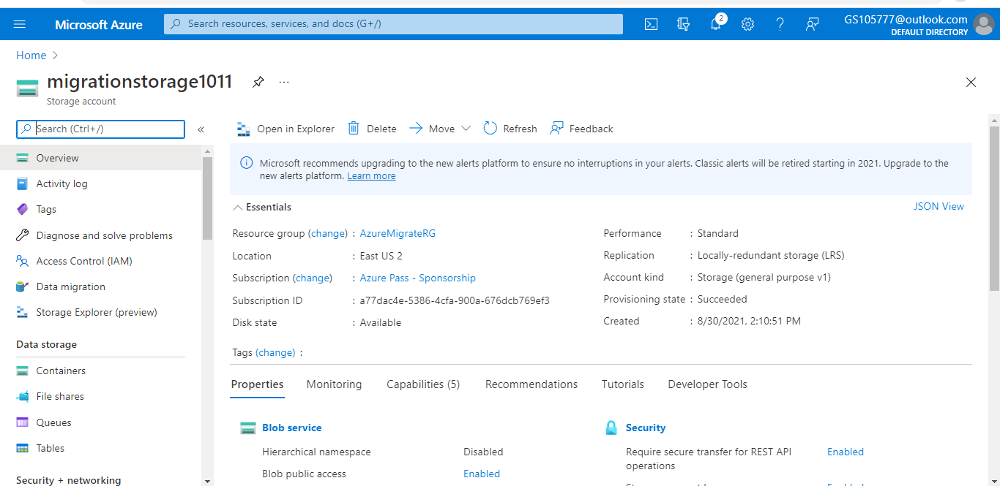 Microsoft Azure
Search resources, services, and docs (G+/)
2
GS105777@outlook.com
DEFAULT DIRECTORY
Home
migrationstorage1011
...
Storage account
Search (Ctrl+/)
«
Overview
Activity log
Tags
Diagnose and solve problems
Access Control (IAM)
Data migration
Storage Explorer (preview)
Data storage
Containers
File shares
Queues
Tables
Security + networking
Open in Explorer
Delete
Move
Refresh
Feedback
Microsoft recommends upgrading to the new alerts platform to ensure no interruptions in your alerts. Classic alerts will be retired starting in 2021. Upgrade to the
new alerts platform. Learn more
Essentials
JSON View
Resource group (change) : AzureMigrateRG
Location : East US 2
Subscription (change) : Azure Pass - Sponsorship
Subscription ID : a77dac4e-5386-4cfa-900a-676dcb769ef3
Disk state : Available
Performance : Standard
Replication : Locally-redundant storage (LRS)
Account kind : Storage (general purpose v1)
Provisioning state : Succeeded
Created : 8/30/2021, 2:10:51 PM
Tags (change) :
Properties
Monitoring
Capabilities (5)
Recommendations
Tutorials
Developer Tools
Blob service
Hierarchical namespace Disabled
Blob public access Enabled
Security
Require secure transfer for REST API Enabled
operations